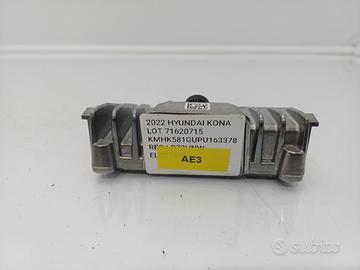 2022 HYUNDAI KONA
LOT 71620715
KMHK581GUPU163378
AE3
subito